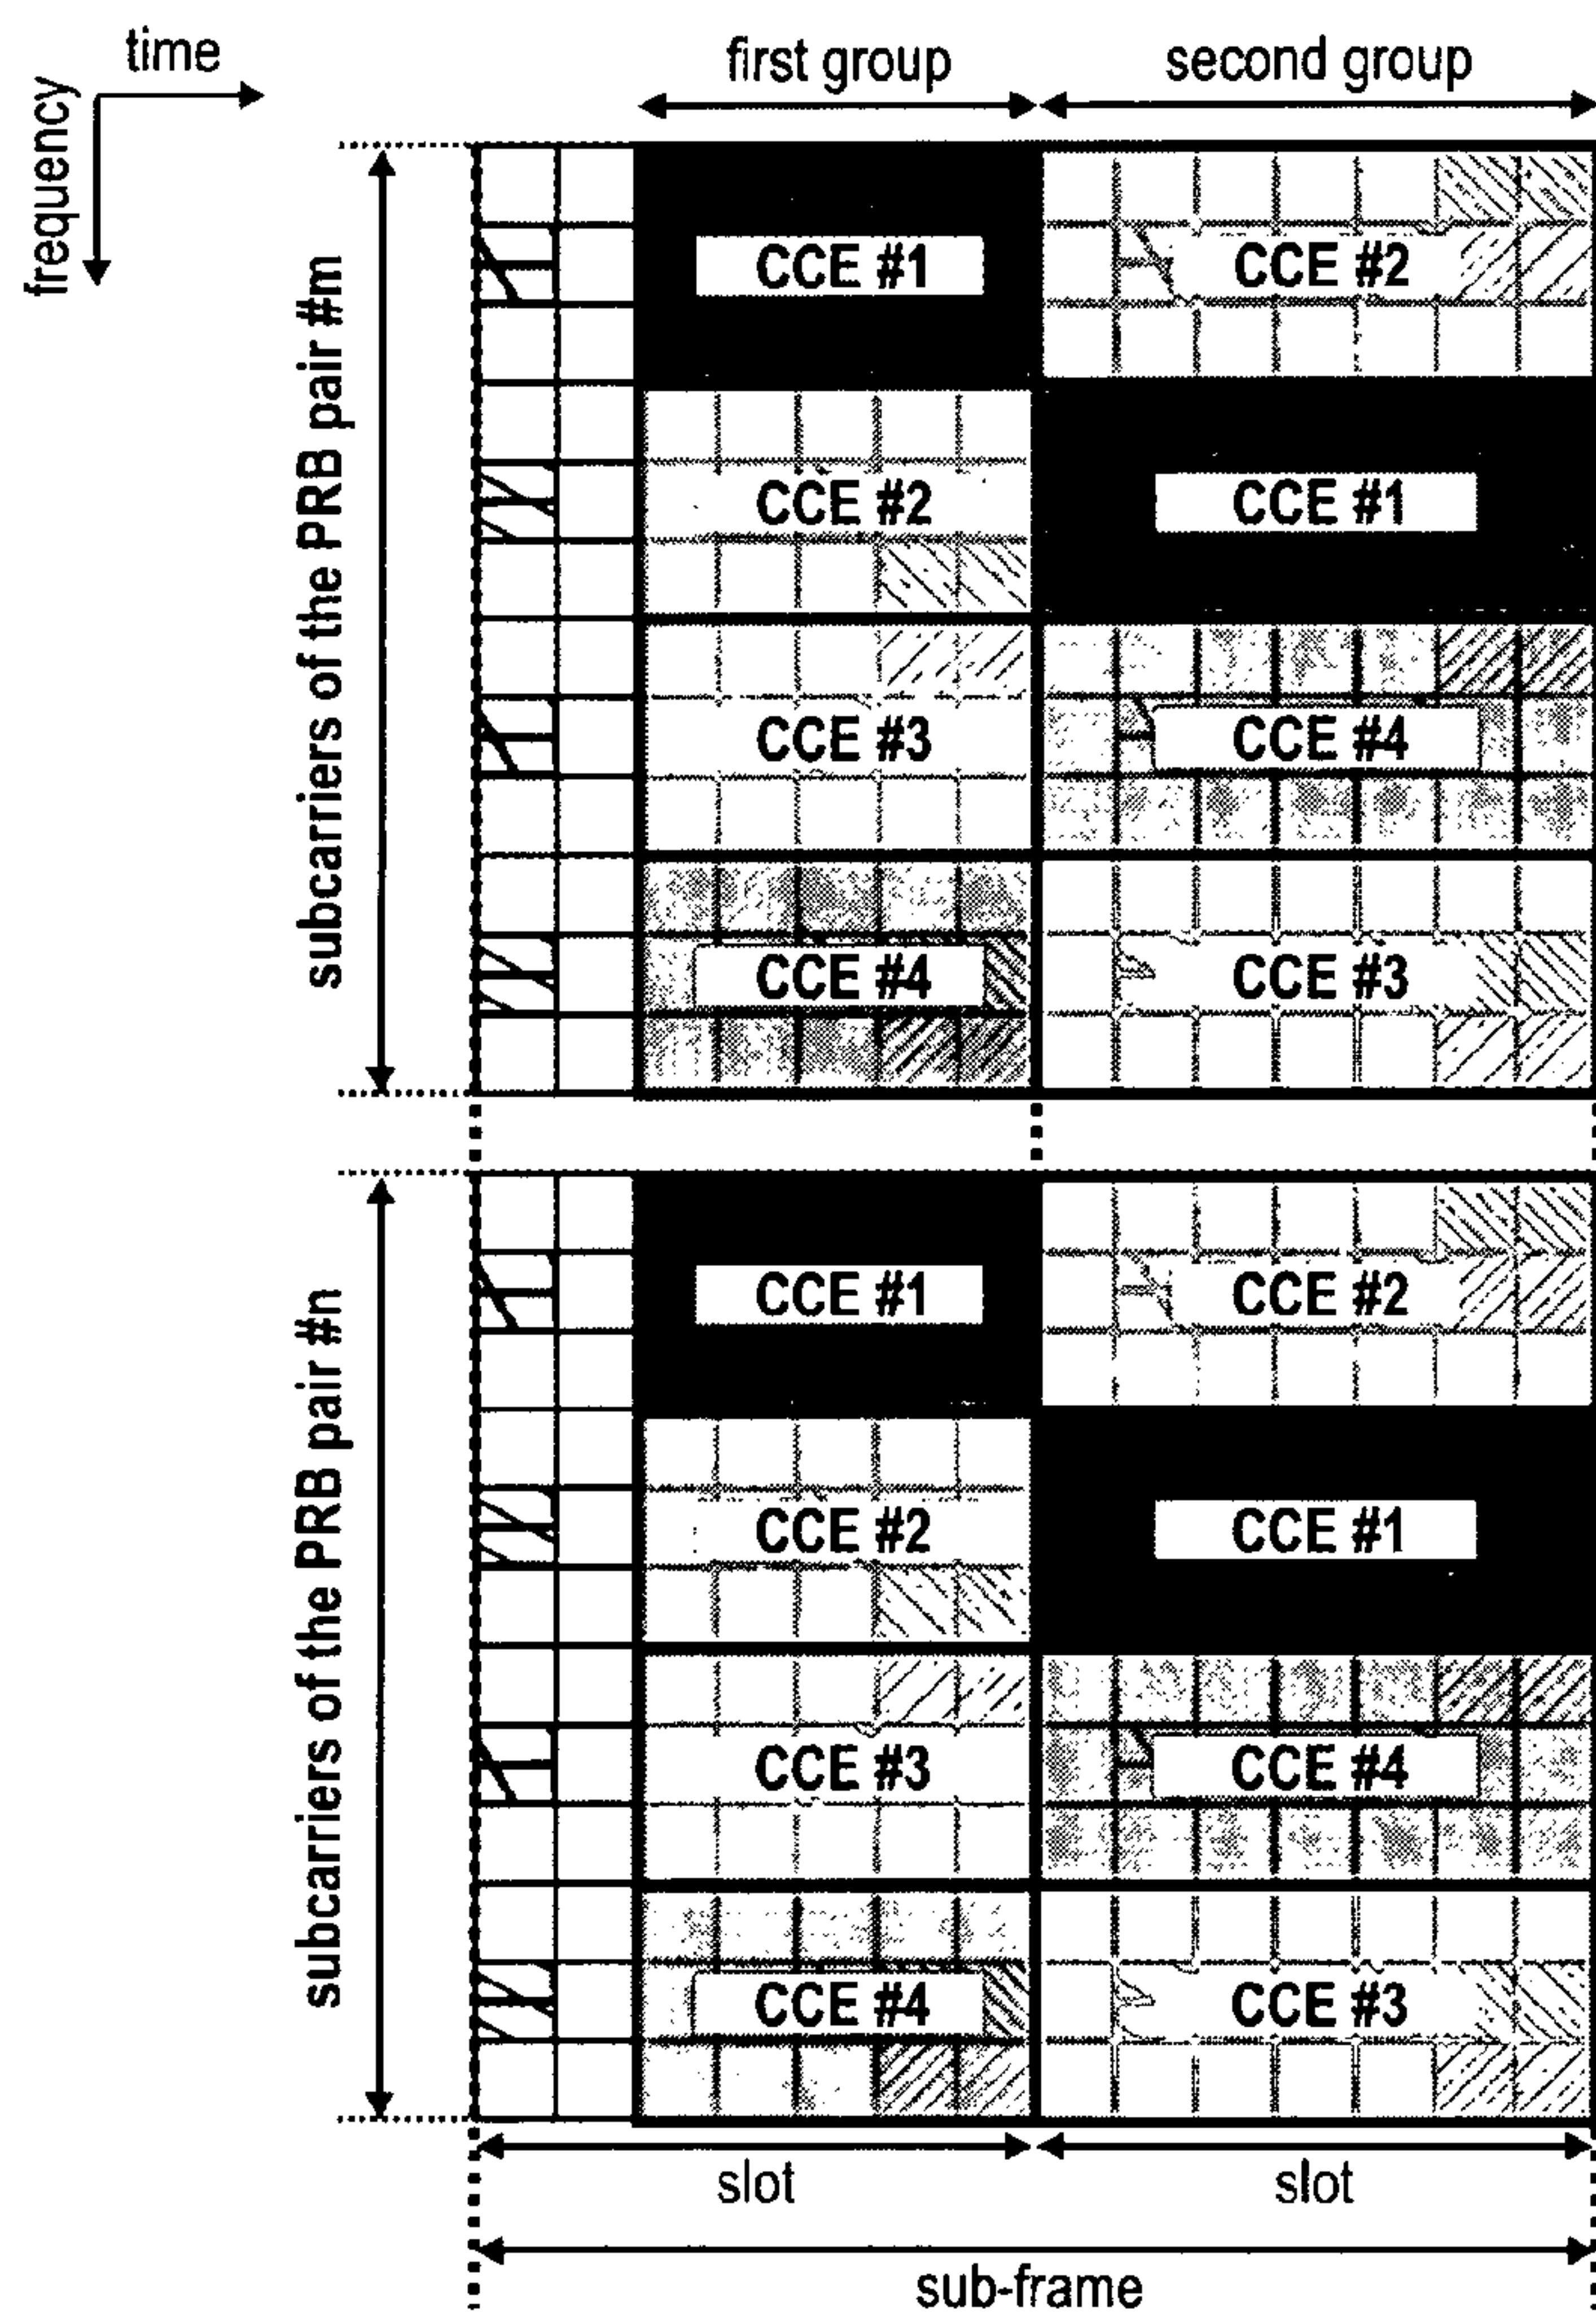 time
first group
second group
frequency
subcarriers of the PRB pair #m
CCE #1
CCE #2
CCE #2
CCE #1
CCE #3
CCE #4
CCE #4
CCE #3
subcarriers of the PRB pair #n
CCE #1
CCE #2
CCE #2
CCE #1
CCE #3
CCE #4
CCE #4
CCE #3
slot
slot
sub-frame